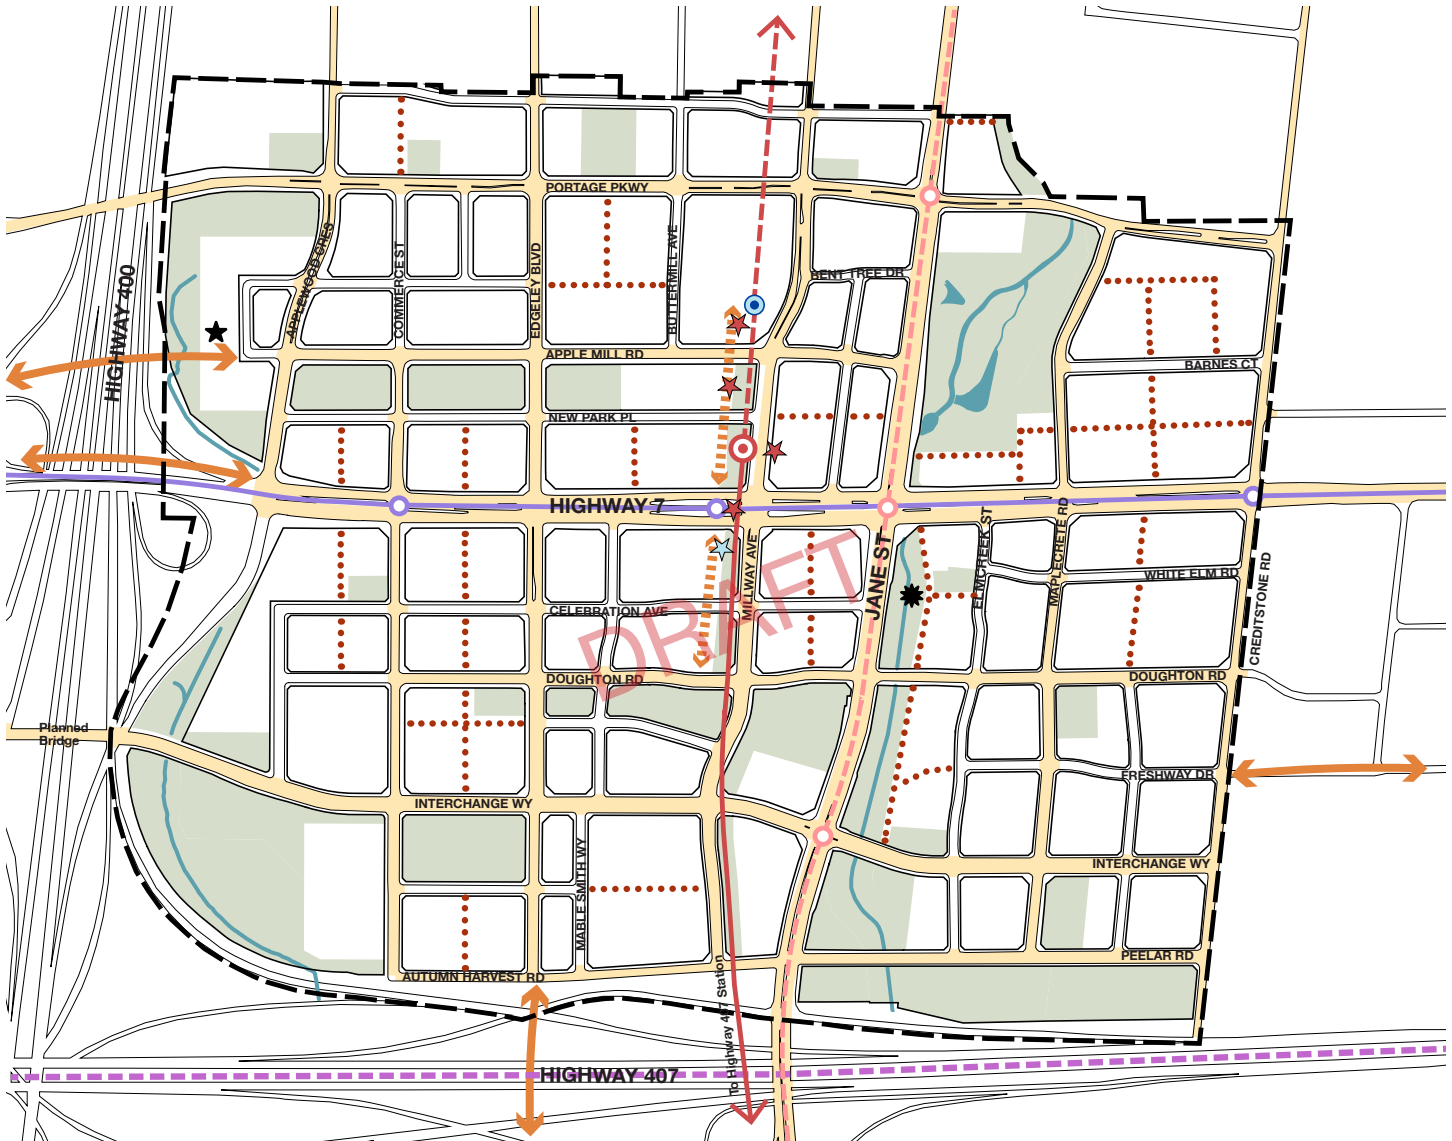 PORTAGE PKWY
APPLEWOOD CRES
COMMERCE ST
EDGELEY BLVD
BUTTERMILL AVE
BENT TREE DR
HIGHWAY 400
APPLE MILL RD
BARNES CT
NEW PARK PL
HIGHWAY 7
MILLWAY AVE
JANE ST
ELMCREEK ST
MAPLECRETE RD
WHITE ELM RD
CREDITSTONE RD
CELEBRATION AVE
DRAFT
DOUGHTON RD
DOUGHTON RD
Planned
Bridge
FRESHWAY DR
INTERCHANGE WY
MABLE SMITH WY
INTERCHANGE WY
PEELAR RD
AUTUMN HARVEST RD
To Highway 407 Station
HIGHWAY 407